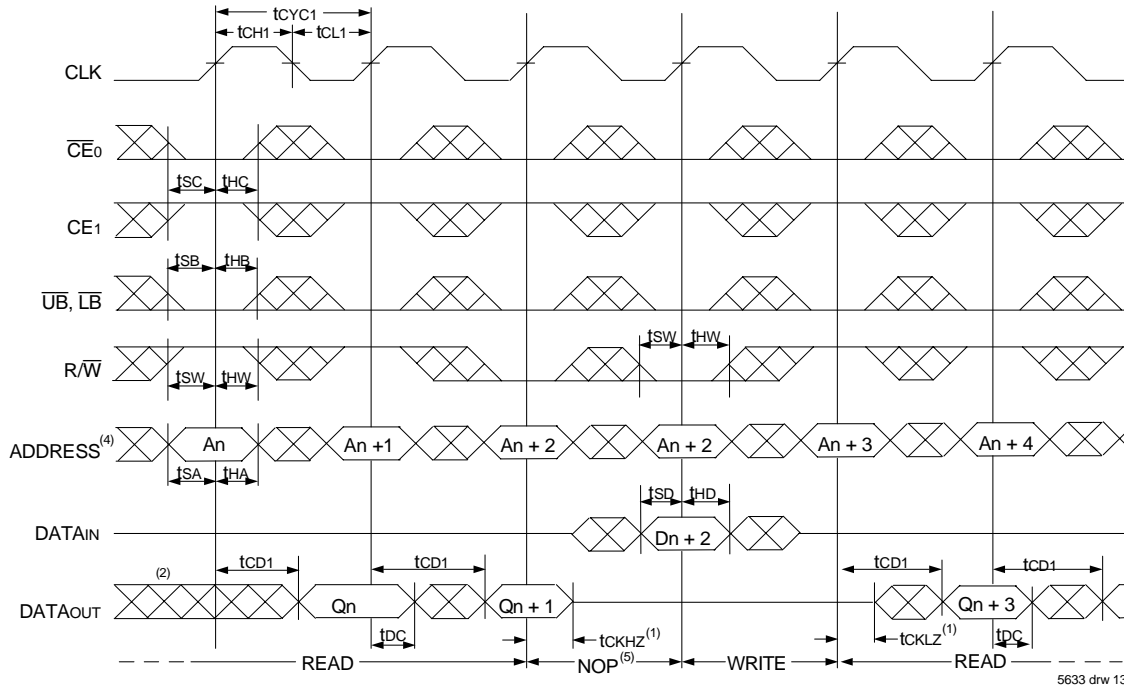 tCYC1
tCH1 tCL1
CLK
CE0
tSC tHC
CE1
tSB tHB
UB, LB
tSW tHW
R/W
tSW tHW
ADDRESS(4) An An +1 An + 2 An + 2 An + 3 An + 4
tSA tHA
tSD tHD
DATAIN Dn + 2
tCD1 tCD1 tCD1 tCD1
(2)
DATAOUT Qn Qn + 1 Qn + 3
tDC tCKHZ(1) tCKLZ(1) tDC
READ NOP(5) WRITE READ
5633 drw 13